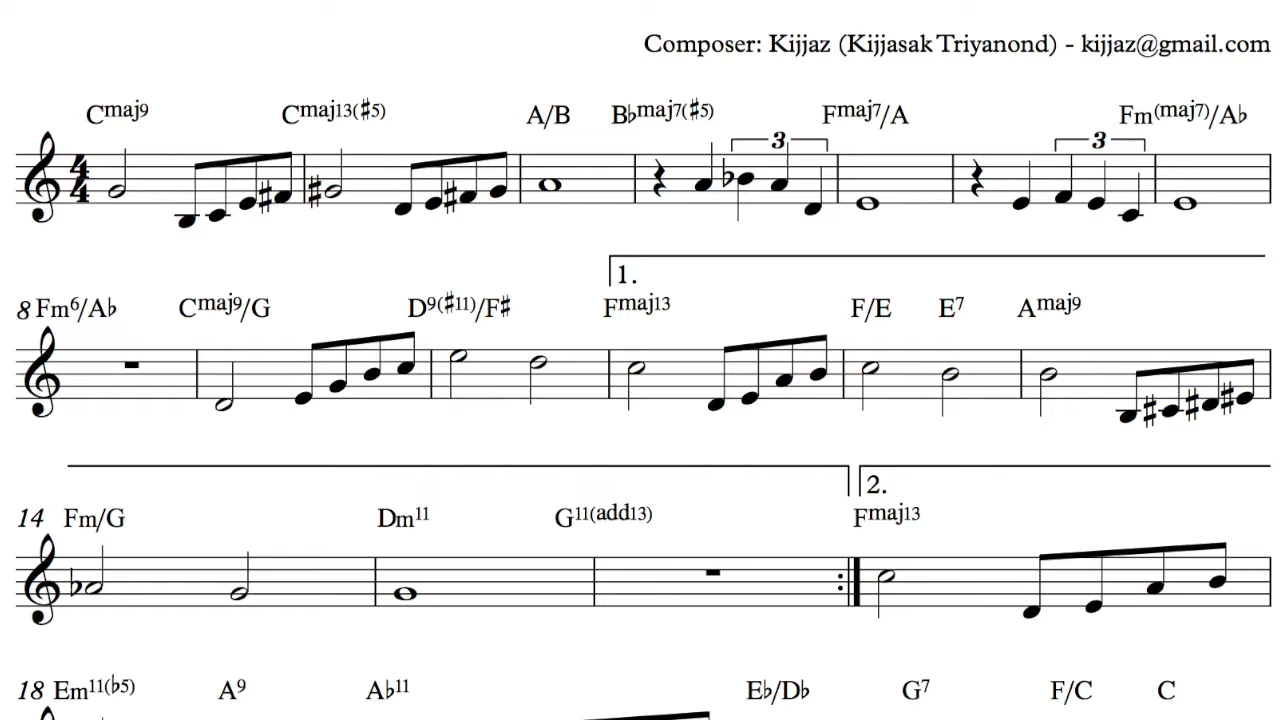 Composer: Kijjaz (Kijjasak Triyanond) - kijjaz@gmail.com
Cmaj9 Cmaj13(♯5) A/B B♭maj7(♯5) Fmaj7/A Fm(maj7)/A♭
4 4 3 3
1.
8 Fm6/A♭ Cmaj9/G D9(♯11)/F♯ Fmaj13 F/E E7 Amaj9
2.
14 Fm/G Dm11 G11(add13) Fmaj13
18 Em11(♭5) A9 A♭11 E♭/D♭ G7 F/C C